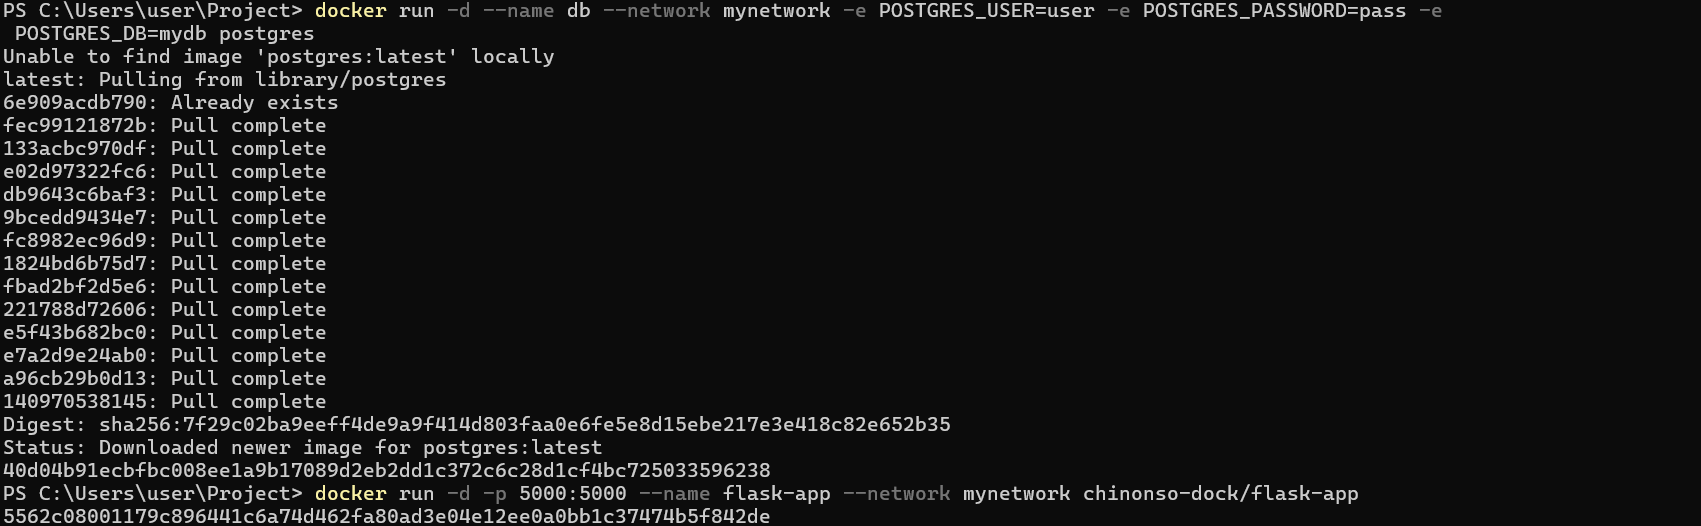 PS C:\Users\user\Project> docker run -d --name db --network mynetwork -e POSTGRES_USER=user -e POSTGRES_PASSWORD=pass -e
 POSTGRES_DB=mydb postgres
Unable to find image 'postgres:latest' locally
latest: Pulling from library/postgres
6e909acdb790: Already exists
fec99121872b: Pull complete
133acbc970df: Pull complete
e02d97322fc6: Pull complete
db9643c6baf3: Pull complete
9bcedd9434e7: Pull complete
fc8982ec96d9: Pull complete
1824bd6b75d7: Pull complete
fbad2bf2d5e6: Pull complete
221788d72606: Pull complete
e5f43b682bc0: Pull complete
e7a2d9e24ab0: Pull complete
a96cb29b0d13: Pull complete
140970538145: Pull complete
Digest: sha256:7f29c02ba9eeff4de9a9f414d803faa0e6fe5e8d15ebe217e3e418c82e652b35
Status: Downloaded newer image for postgres:latest
40d04b91ecbfbc008ee1a9b17089d2eb2dd1c372c6c28d1cf4bc725033596238
PS C:\Users\user\Project> docker run -d -p 5000:5000 --name flask-app --network mynetwork chinonso-dock/flask-app
5562c08001179c896441c6a74d462fa80ad3e04e12ee0a0bb1c37474b5f842de